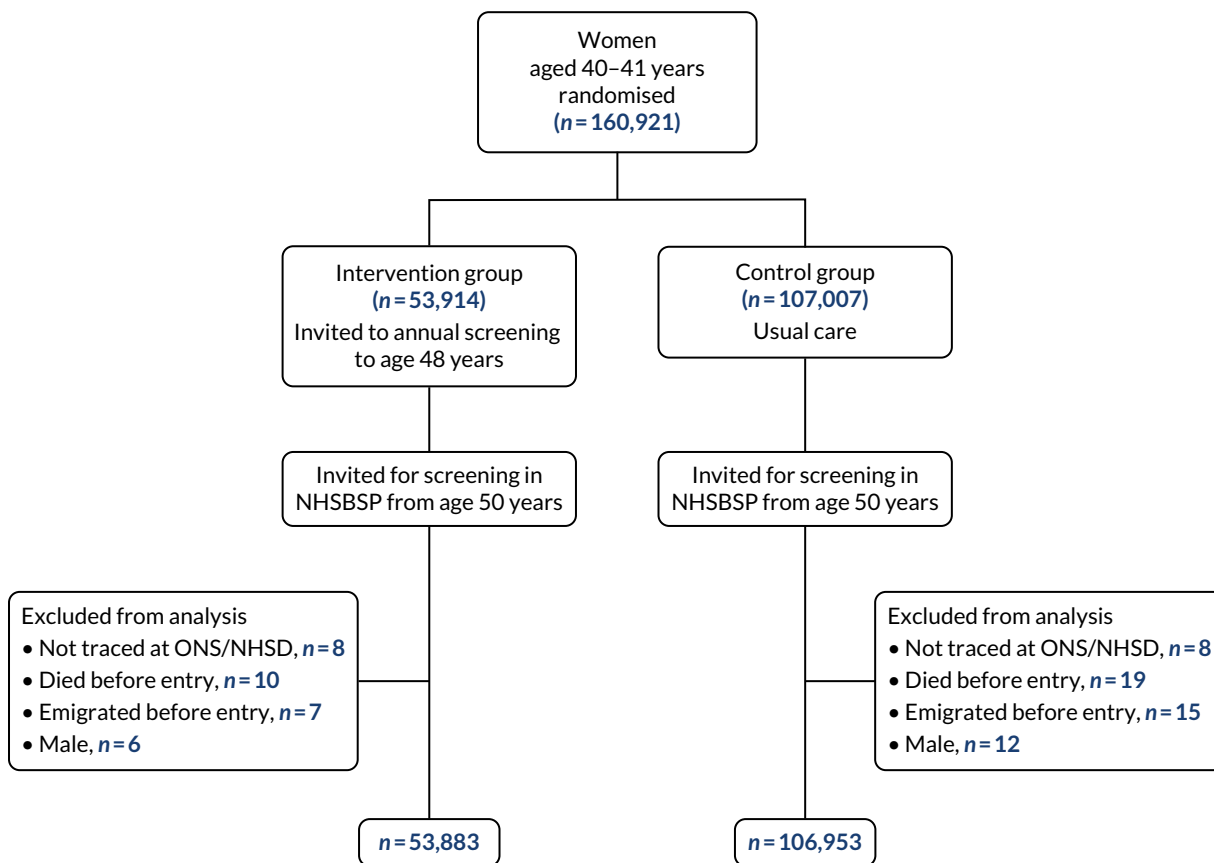 Women
aged 40–41 years
randomised
(n = 160,921)
Intervention group
(n = 53,914)
Invited to annual screening
to age 48 years
Control group
(n = 107,007)
Usual care
Invited for screening in
NHSBSP from age 50 years
Invited for screening in
NHSBSP from age 50 years
Excluded from analysis
• Not traced at ONS/NHSD, n = 8
• Died before entry, n = 10
• Emigrated before entry, n = 7
• Male, n = 6
Excluded from analysis
• Not traced at ONS/NHSD, n = 8
• Died before entry, n = 19
• Emigrated before entry, n = 15
• Male, n = 12
n = 53,883
n = 106,953